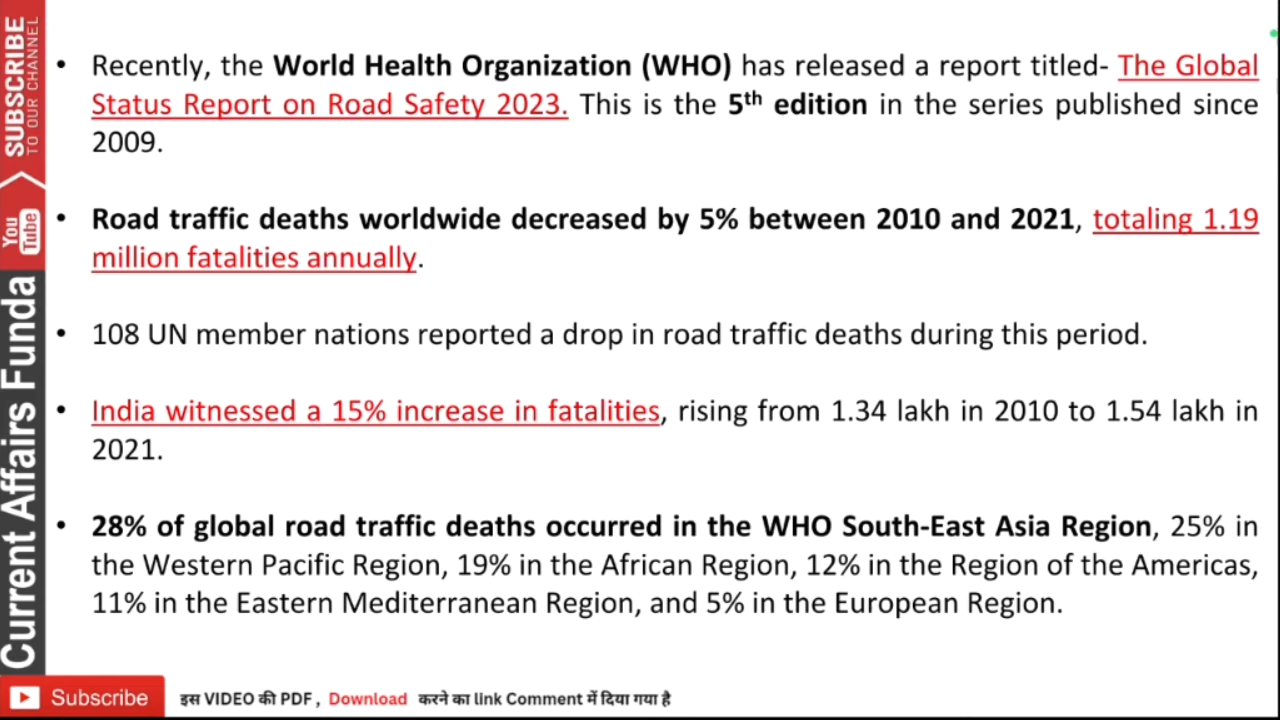 • Recently, the World Health Organization (WHO) has released a report titled- The Global
Status Report on Road Safety 2023. This is the 5th edition in the series published since
2009.
• Road traffic deaths worldwide decreased by 5% between 2010 and 2021, totaling 1.19
million fatalities annually.
• 108 UN member nations reported a drop in road traffic deaths during this period.
• India witnessed a 15% increase in fatalities, rising from 1.34 lakh in 2010 to 1.54 lakh in
2021.
• 28% of global road traffic deaths occurred in the WHO South-East Asia Region, 25% in
the Western Pacific Region, 19% in the African Region, 12% in the Region of the Americas,
11% in the Eastern Mediterranean Region, and 5% in the European Region.
SUBSCRIBE
TO OUR CHANNEL
You
Tube
Current Affairs Funda
Subscribe
इस VIDEO की PDF , Download करने का link Comment में दिया गया है